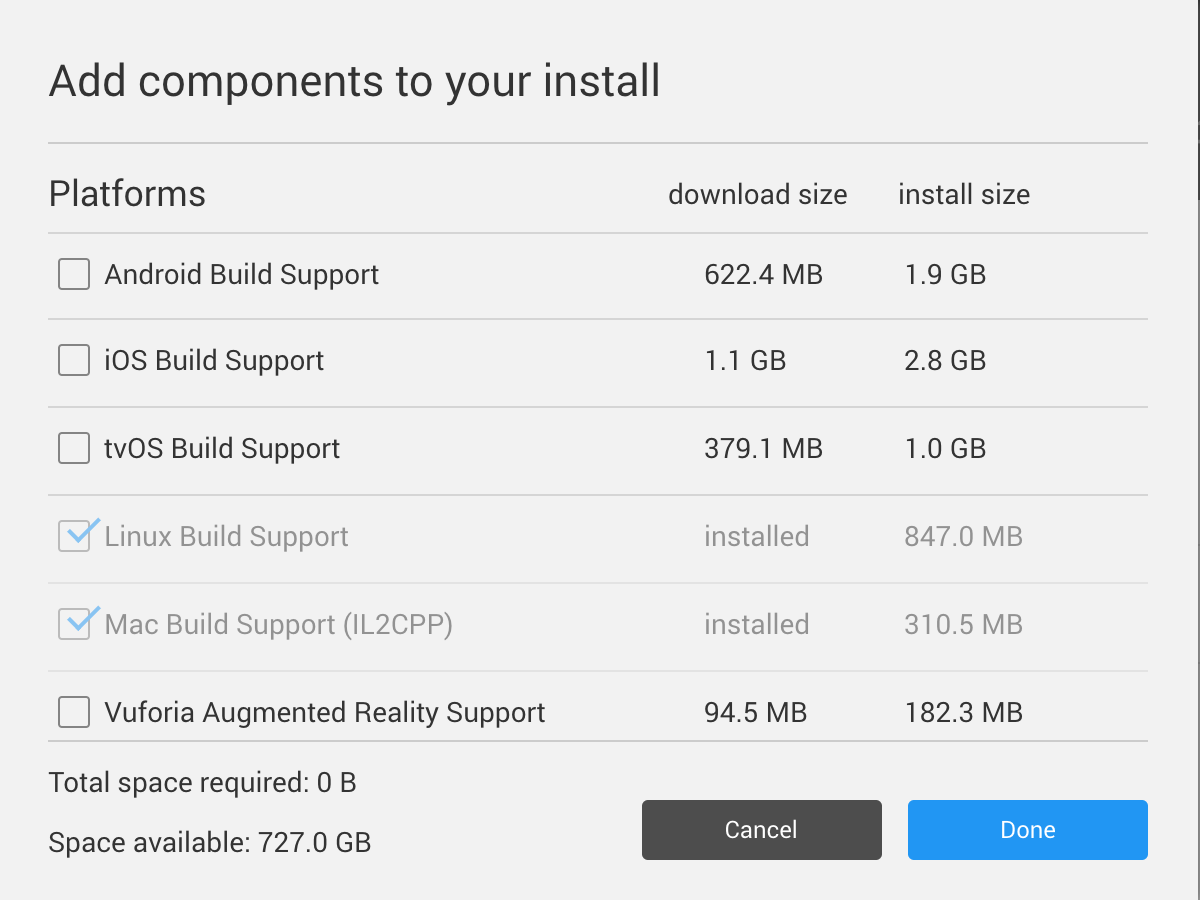 Add components to your install
Platforms download size install size
Android Build Support 622.4 MB 1.9 GB
iOS Build Support 1.1 GB 2.8 GB
tvOS Build Support 379.1 MB 1.0 GB
Linux Build Support installed 847.0 MB
Mac Build Support (IL2CPP) installed 310.5 MB
Vuforia Augmented Reality Support 94.5 MB 182.3 MB
Total space required: 0 B
Space available: 727.0 GB
Cancel Done